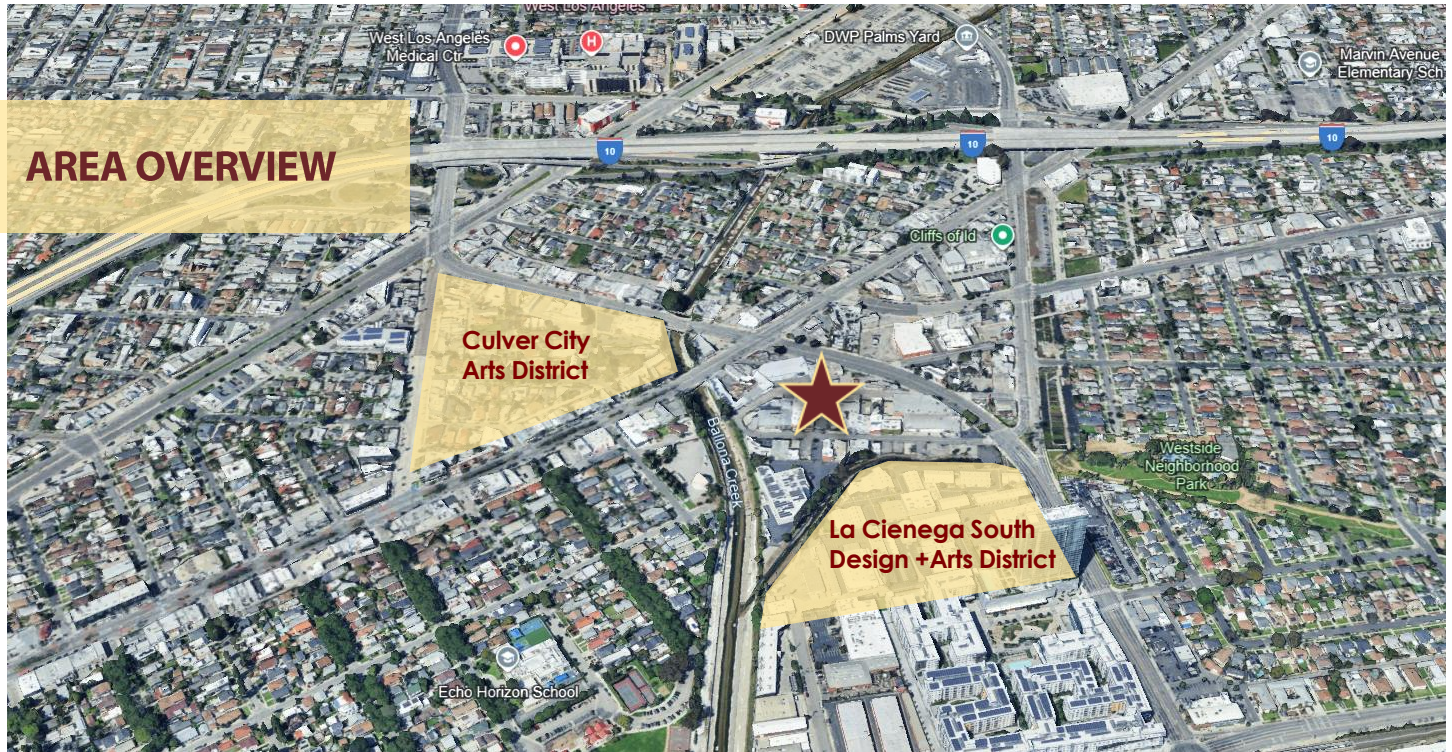 West Los Angeles
West Los Angeles
Medical Ctr
DWP Palms Yard
Marvin Avenue
Elementary Sch
AREA OVERVIEW
10
10
10
Cliffs of Id
Culver City
Arts District
Ballona Creek
Westside
Neighborhood
Park
La Cienega South
Design +Arts District
Echo Horizon School
H